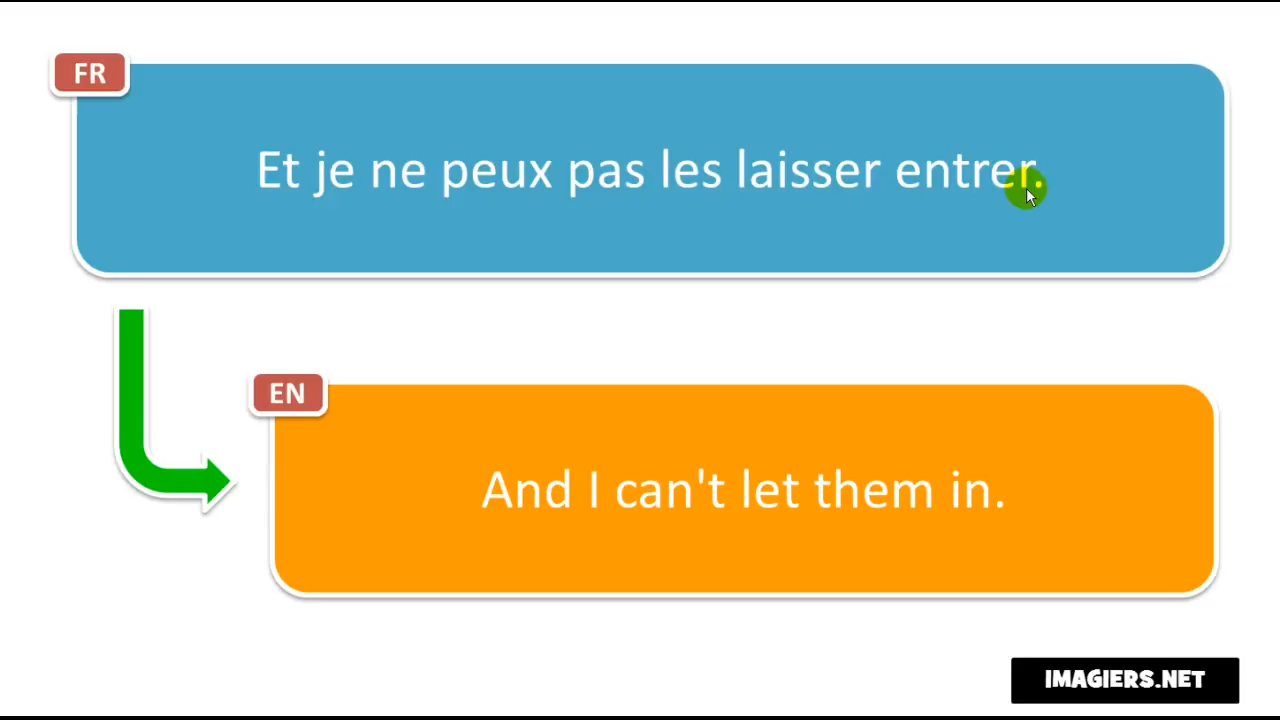 FR
Et je ne peux pas les laisser entrer.
EN
And I can't let them in.
IMAGIERS.NET